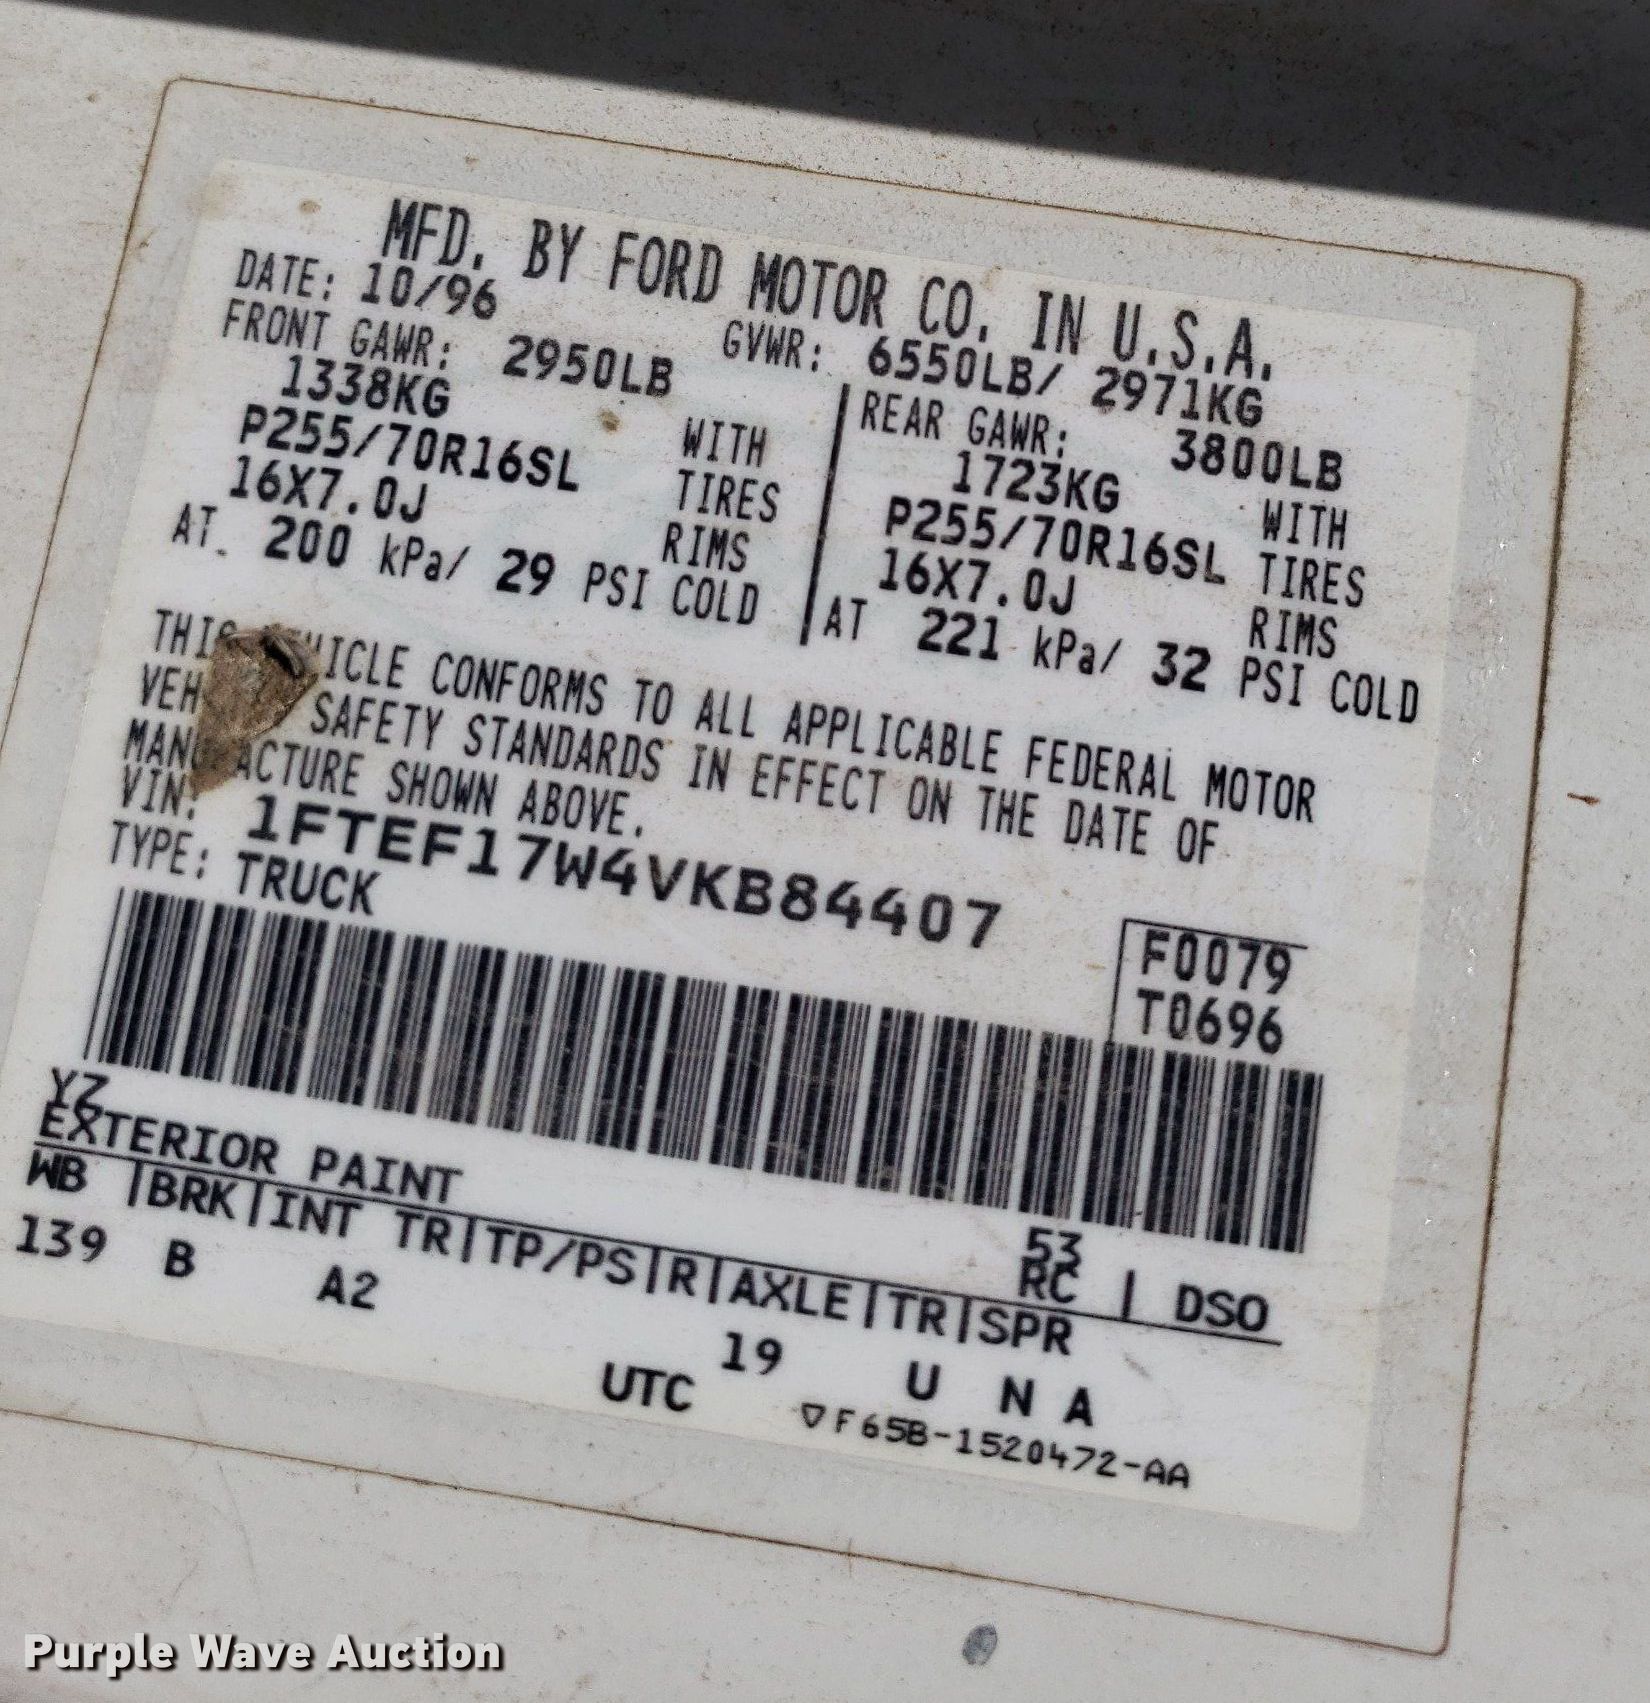 MFD. BY FORD MOTOR CO. IN U.S.A.
DATE: 10/96 GVWR: 6550LB/ 2971KG
FRONT GAWR: 2950LB
1338KG WITH
P255/70R16SL TIRES
16X7.0J RIMS
AT 200 kPa/ 29 PSI COLD
REAR GAWR: 3800LB
1723KG WITH
P255/70R16SL TIRES
16X7.0J RIMS
AT 221 kPa/ 32 PSI COLD
THIS VEHICLE CONFORMS TO ALL APPLICABLE FEDERAL MOTOR
VEH SAFETY STANDARDS IN EFFECT ON THE DATE OF
MANUFACTURE SHOWN ABOVE.
VIN: 1FTEF17W4VKB84407
TYPE: TRUCK
F0079
T0696
YZ
EXTERIOR PAINT 53 RC | DSO
WB |BRK|INT TR|TP/PS|R|AXLE|TR|SPR
139 B A2 19 U N A
UTC
▽F65B-1520472-AA
Purple Wave Auction